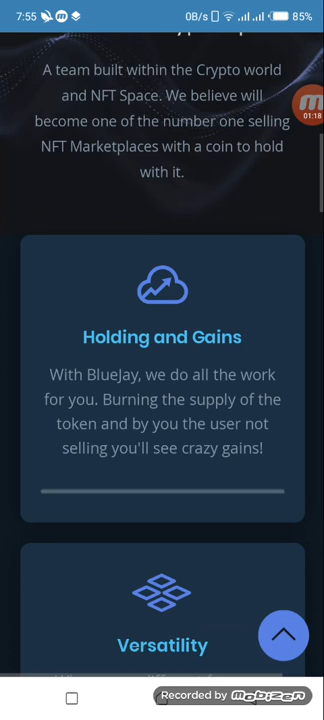 7:55
0B/s
85%
A team built within the Crypto world
and NFT Space. We believe will
become one of the number one selling
NFT Marketplaces with a coin to hold
with it.
01:18
Holding and Gains
With BlueJay, we do all the work
for you. Burning the supply of the
token and by you the user not
selling you'll see crazy gains!
Versatility
Recorded by mobizen